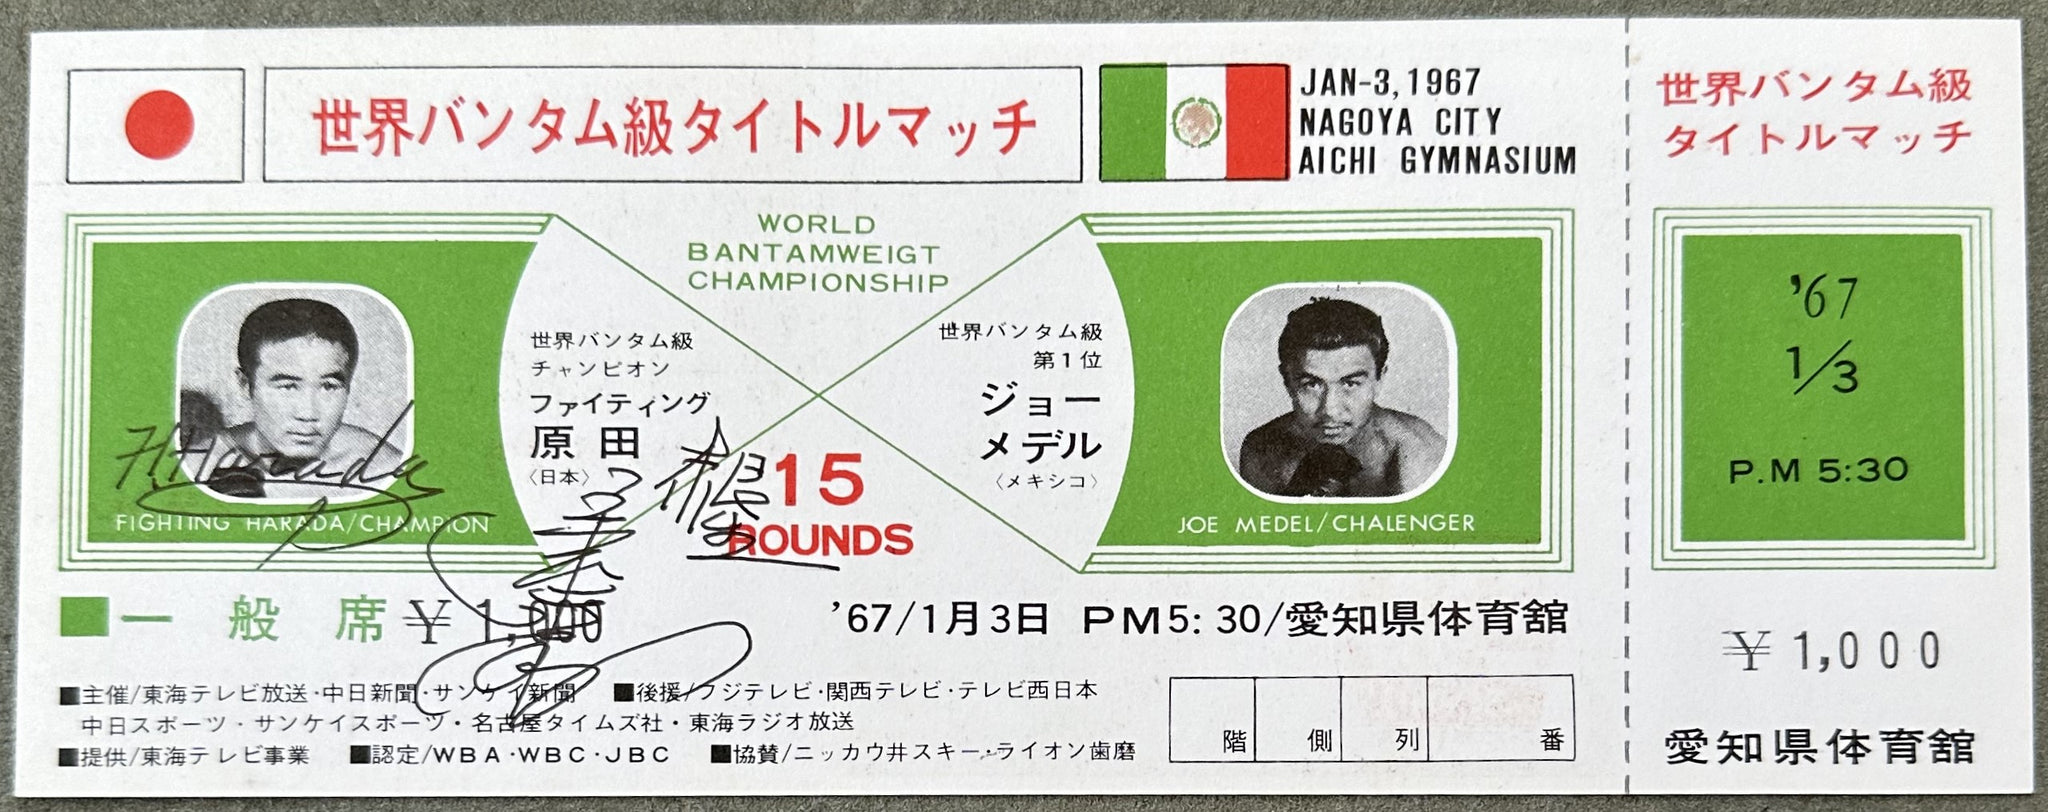 世界バンタム級タイトルマッチ
JAN-3,1967
NAGOYA CITY
AICHI GYMNASIUM
WORLD
BANTAMWEIGT
CHAMPIONSHIP
世界バンタム級
チャンピオン
ファイティング
原田
〈日本〉
世界バンタム級
第1位
ジョー
メデル
〈メキシコ〉
15
ROUNDS
F.Harada
FIGHTING HARADA/CHAMPION
JOE MEDEL/CHALENGER
■一般席 ¥1,000
'67/1月3日 PM5:30/愛知県体育舘
■主催/東海テレビ放送・中日新聞・サンケイ新聞 ■後援/フジテレビ・関西テレビ・テレビ西日本
中日スポーツ・サンケイスポーツ・名古屋タイムズ社・東海ラジオ放送
■提供/東海テレビ事業 ■認定/WBA・WBC・JBC ■協賛/ニッカウ井スキー・ライオン歯磨
階 側 列 番
世界バンタム級
タイトルマッチ
'67
1/3
P.M 5:30
¥1,000
愛知県体育舘